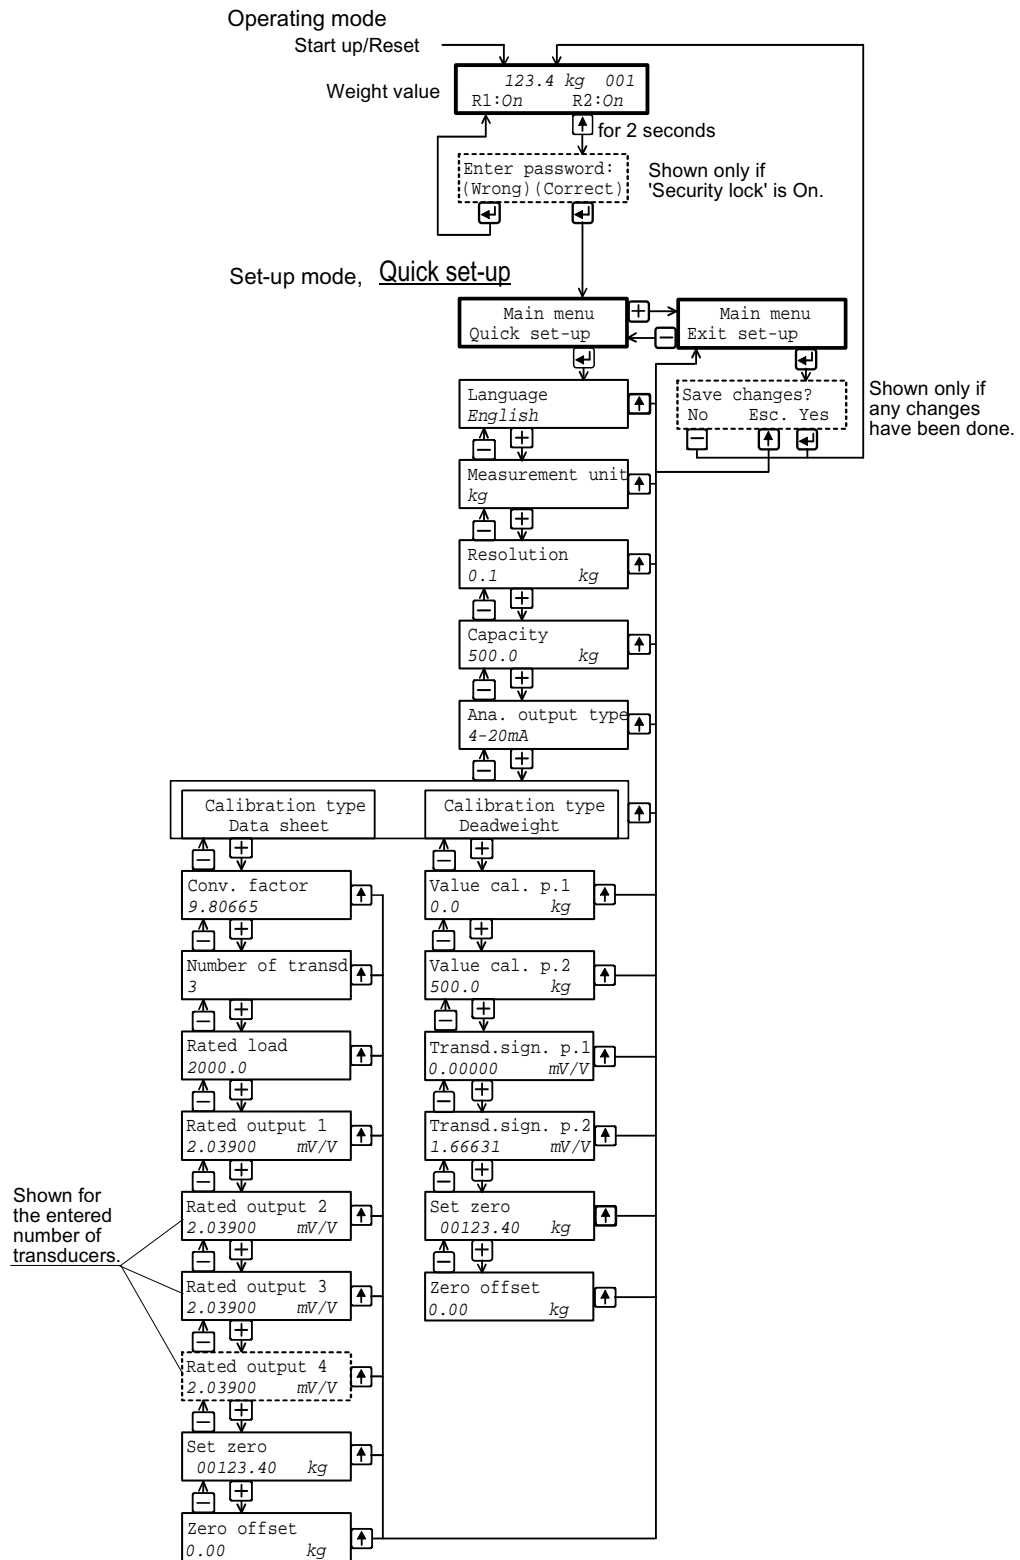 Operating mode
Start up/Reset
Weight value
123.4 kg 001
R1:On R2:On
for 2 seconds
Enter password:
(Wrong)(Correct)
Shown only if
'Security lock' is On.
Set-up mode, Quick set-up
Main menu
Quick set-up
Main menu
Exit set-up
Save changes?
No Esc. Yes
Shown only if
any changes
have been done.
Language
English
Measurement unit
kg
Resolution
0.1 kg
Capacity
500.0 kg
Ana. output type
4-20mA
Calibration type
Data sheet
Calibration type
Deadweight
Conv. factor
9.80665
Number of transd
3
Rated load
2000.0
Rated output 1
2.03900 mV/V
Rated output 2
2.03900 mV/V
Rated output 3
2.03900 mV/V
Rated output 4
2.03900 mV/V
Set zero
00123.40 kg
Zero offset
0.00 kg
Shown for
the entered
number of
transducers.
Value cal. p.1
0.0 kg
Value cal. p.2
500.0 kg
Transd.sign. p.1
0.00000 mV/V
Transd.sign. p.2
1.66631 mV/V
Set zero
00123.40 kg
Zero offset
0.00 kg